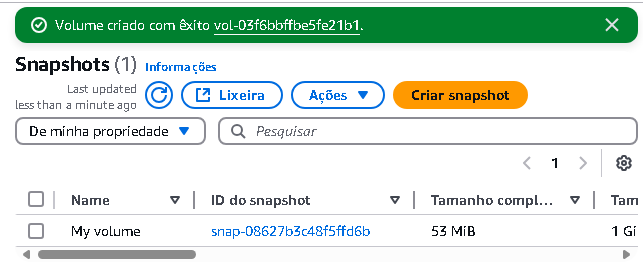 Volume criado com êxito vol-03f6bbffbe5fe21b1.
Snapshots (1) Informações
Last updated
less than a minute ago
Lixeira Ações Criar snapshot
De minha propriedade Pesquisar
1
Name ID do snapshot Tamanho compl... Tam
My volume snap-08627b3c48f5ffd6b 53 MiB 1 Gi